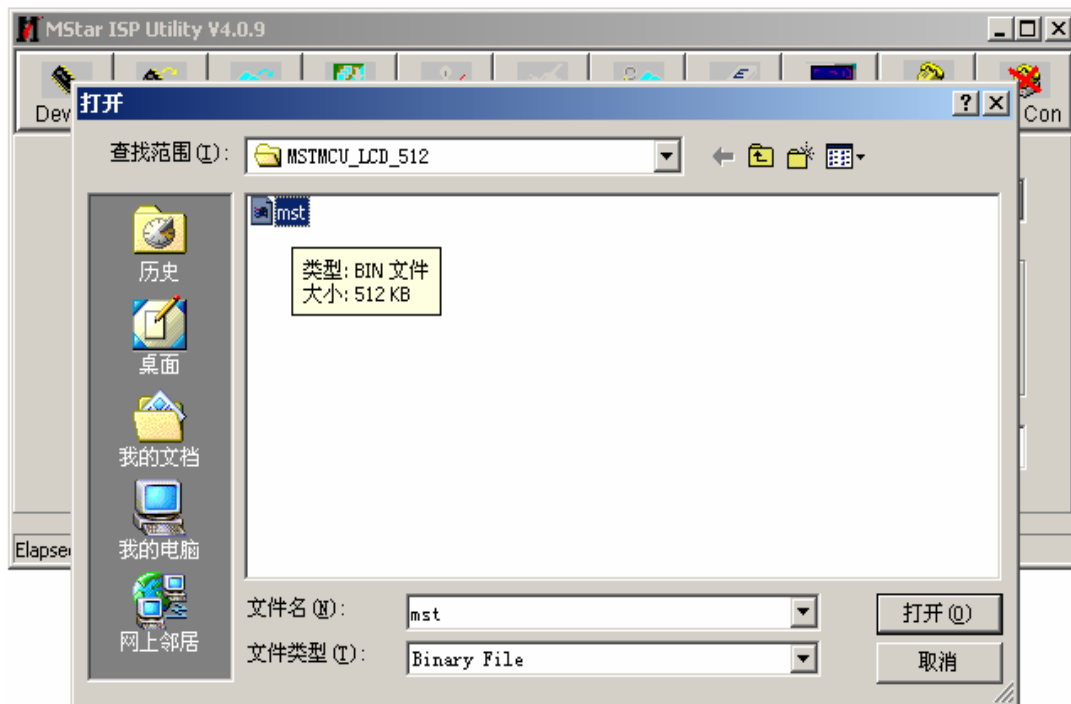 MStar ISP Utility V4.0.9
Dev
Con
打开
查找范围(I):
MSTMCU_LCD_512
mst
类型: BIN 文件
大小: 512 KB
历史
桌面
我的文档
我的电脑
网上邻居
Elapse
文件名(N):
mst
打开(O)
文件类型(T):
Binary File
取消